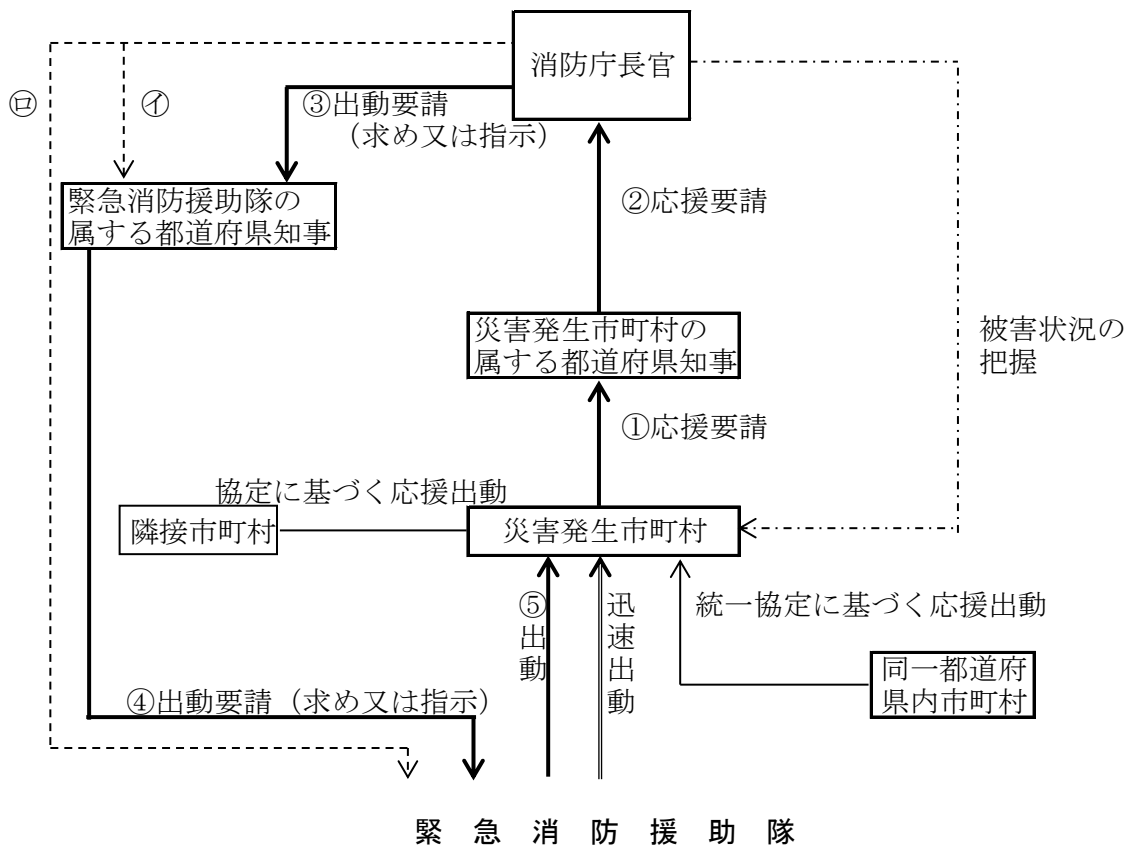 消防庁長官
㋺
㋑
③出動要請
（求め又は指示）
緊急消防援助隊の
属する都道府県知事
②応援要請
災害発生市町村の
属する都道府県知事
被害状況の
把握
①応援要請
協定に基づく応援出動
隣接市町村
災害発生市町村
⑤出動
迅速出動
統一協定に基づく応援出動
同一都道府
県内市町村
④出動要請（求め又は指示）
緊急消防援助隊